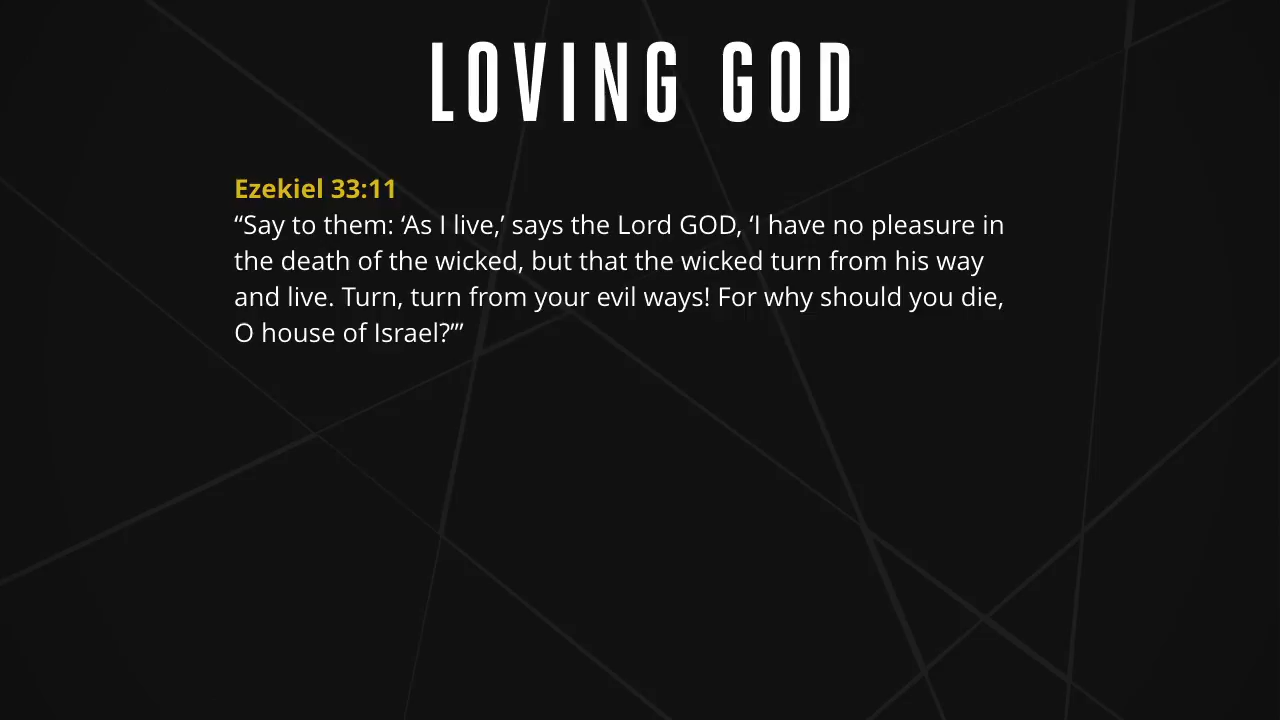 LOVING GOD
Ezekiel 33:11
“Say to them: ‘As I live,’ says the Lord GOD, ‘I have no pleasure in
the death of the wicked, but that the wicked turn from his way
and live. Turn, turn from your evil ways! For why should you die,
O house of Israel?’”